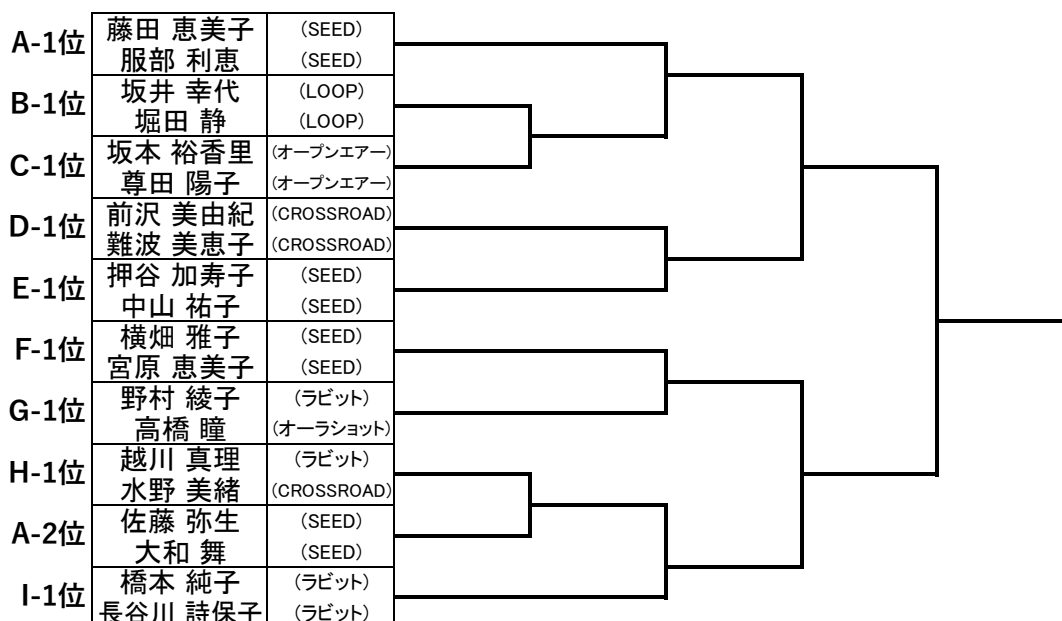 A-1位 藤田 恵美子 (SEED)
服部 利恵 (SEED)
B-1位 坂井 幸代 (LOOP)
堀田 静 (LOOP)
C-1位 坂本 裕香里 (オープンエアー)
尊田 陽子 (オープンエアー)
D-1位 前沢 美由紀 (CROSSROAD)
難波 美恵子 (CROSSROAD)
E-1位 押谷 加寿子 (SEED)
中山 祐子 (SEED)
F-1位 横畑 雅子 (SEED)
宮原 恵美子 (SEED)
G-1位 野村 綾子 (ラビット)
高橋 瞳 (オーラショット)
H-1位 越川 真理 (ラビット)
水野 美緒 (CROSSROAD)
A-2位 佐藤 弥生 (SEED)
大和 舞 (SEED)
I-1位 橋本 純子 (ラビット)
長谷川 詩保子 (ラビット)